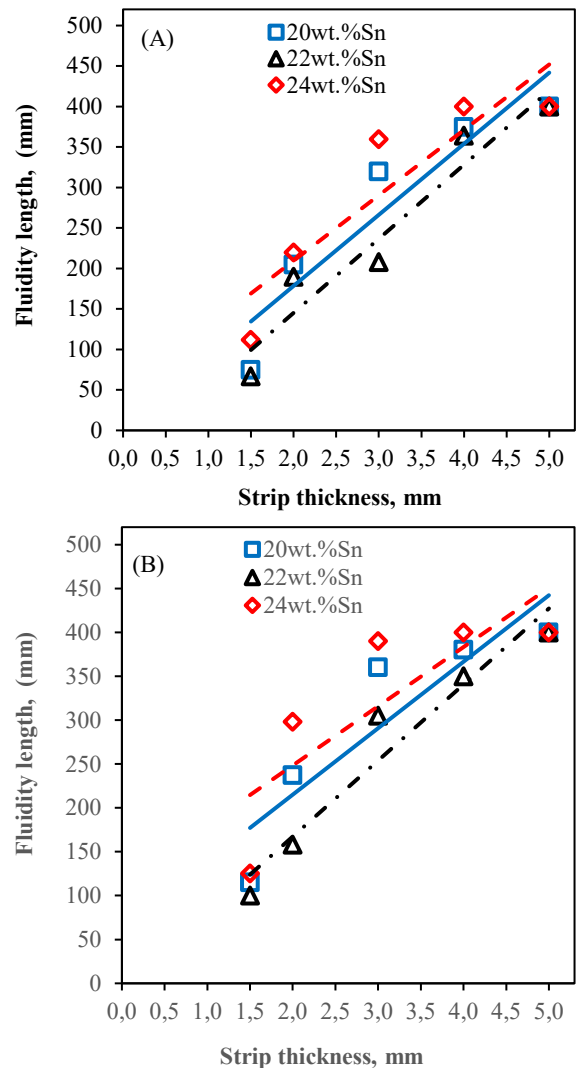 (A)
20wt.%Sn
22wt.%Sn
24wt.%Sn
Fluidity length, (mm)
500
450
400
350
300
250
200
150
100
50
0
0,0 0,5 1,0 1,5 2,0 2,5 3,0 3,5 4,0 4,5 5,0
Strip thickness, mm
(B)
20wt.%Sn
22wt.%Sn
24wt.%Sn
Fluidity length, (mm)
500
450
400
350
300
250
200
150
100
50
0
0,0 0,5 1,0 1,5 2,0 2,5 3,0 3,5 4,0 4,5 5,0
Strip thickness, mm